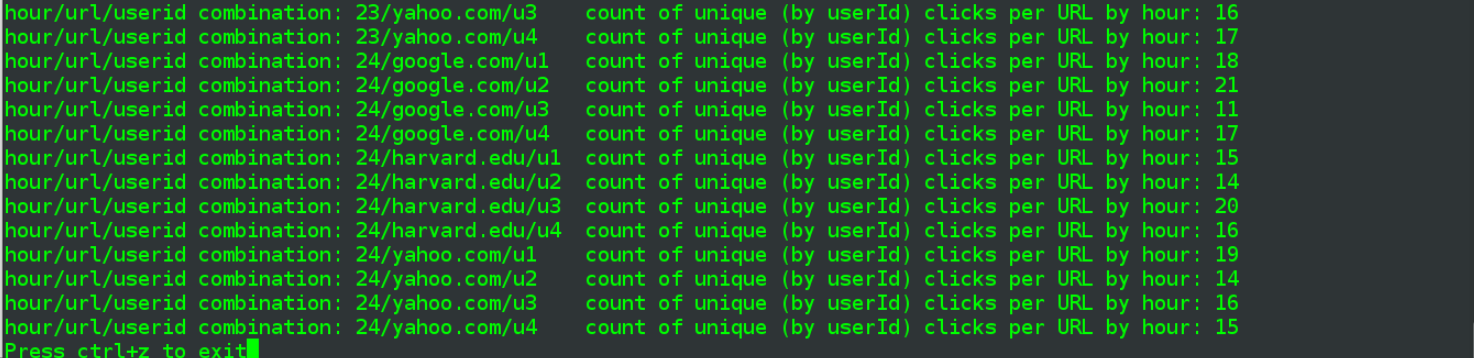 hour/url/userid combination: 23/yahoo.com/u3 count of unique (by userId) clicks per URL by hour: 16
hour/url/userid combination: 23/yahoo.com/u4 count of unique (by userId) clicks per URL by hour: 17
hour/url/userid combination: 24/google.com/u1 count of unique (by userId) clicks per URL by hour: 18
hour/url/userid combination: 24/google.com/u2 count of unique (by userId) clicks per URL by hour: 21
hour/url/userid combination: 24/google.com/u3 count of unique (by userId) clicks per URL by hour: 11
hour/url/userid combination: 24/google.com/u4 count of unique (by userId) clicks per URL by hour: 17
hour/url/userid combination: 24/harvard.edu/u1 count of unique (by userId) clicks per URL by hour: 15
hour/url/userid combination: 24/harvard.edu/u2 count of unique (by userId) clicks per URL by hour: 14
hour/url/userid combination: 24/harvard.edu/u3 count of unique (by userId) clicks per URL by hour: 20
hour/url/userid combination: 24/harvard.edu/u4 count of unique (by userId) clicks per URL by hour: 16
hour/url/userid combination: 24/yahoo.com/u1 count of unique (by userId) clicks per URL by hour: 19
hour/url/userid combination: 24/yahoo.com/u2 count of unique (by userId) clicks per URL by hour: 14
hour/url/userid combination: 24/yahoo.com/u3 count of unique (by userId) clicks per URL by hour: 16
hour/url/userid combination: 24/yahoo.com/u4 count of unique (by userId) clicks per URL by hour: 15
Press ctrl+z to exit